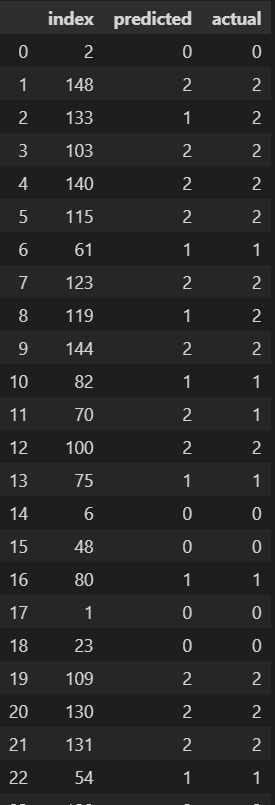 index predicted actual
0 2 0 0
1 148 2 2
2 133 1 2
3 103 2 2
4 140 2 2
5 115 2 2
6 61 1 1
7 123 2 2
8 119 1 2
9 144 2 2
10 82 1 1
11 70 2 1
12 100 2 2
13 75 1 1
14 6 0 0
15 48 0 0
16 80 1 1
17 1 0 0
18 23 0 0
19 109 2 2
20 130 2 2
21 131 2 2
22 54 1 1